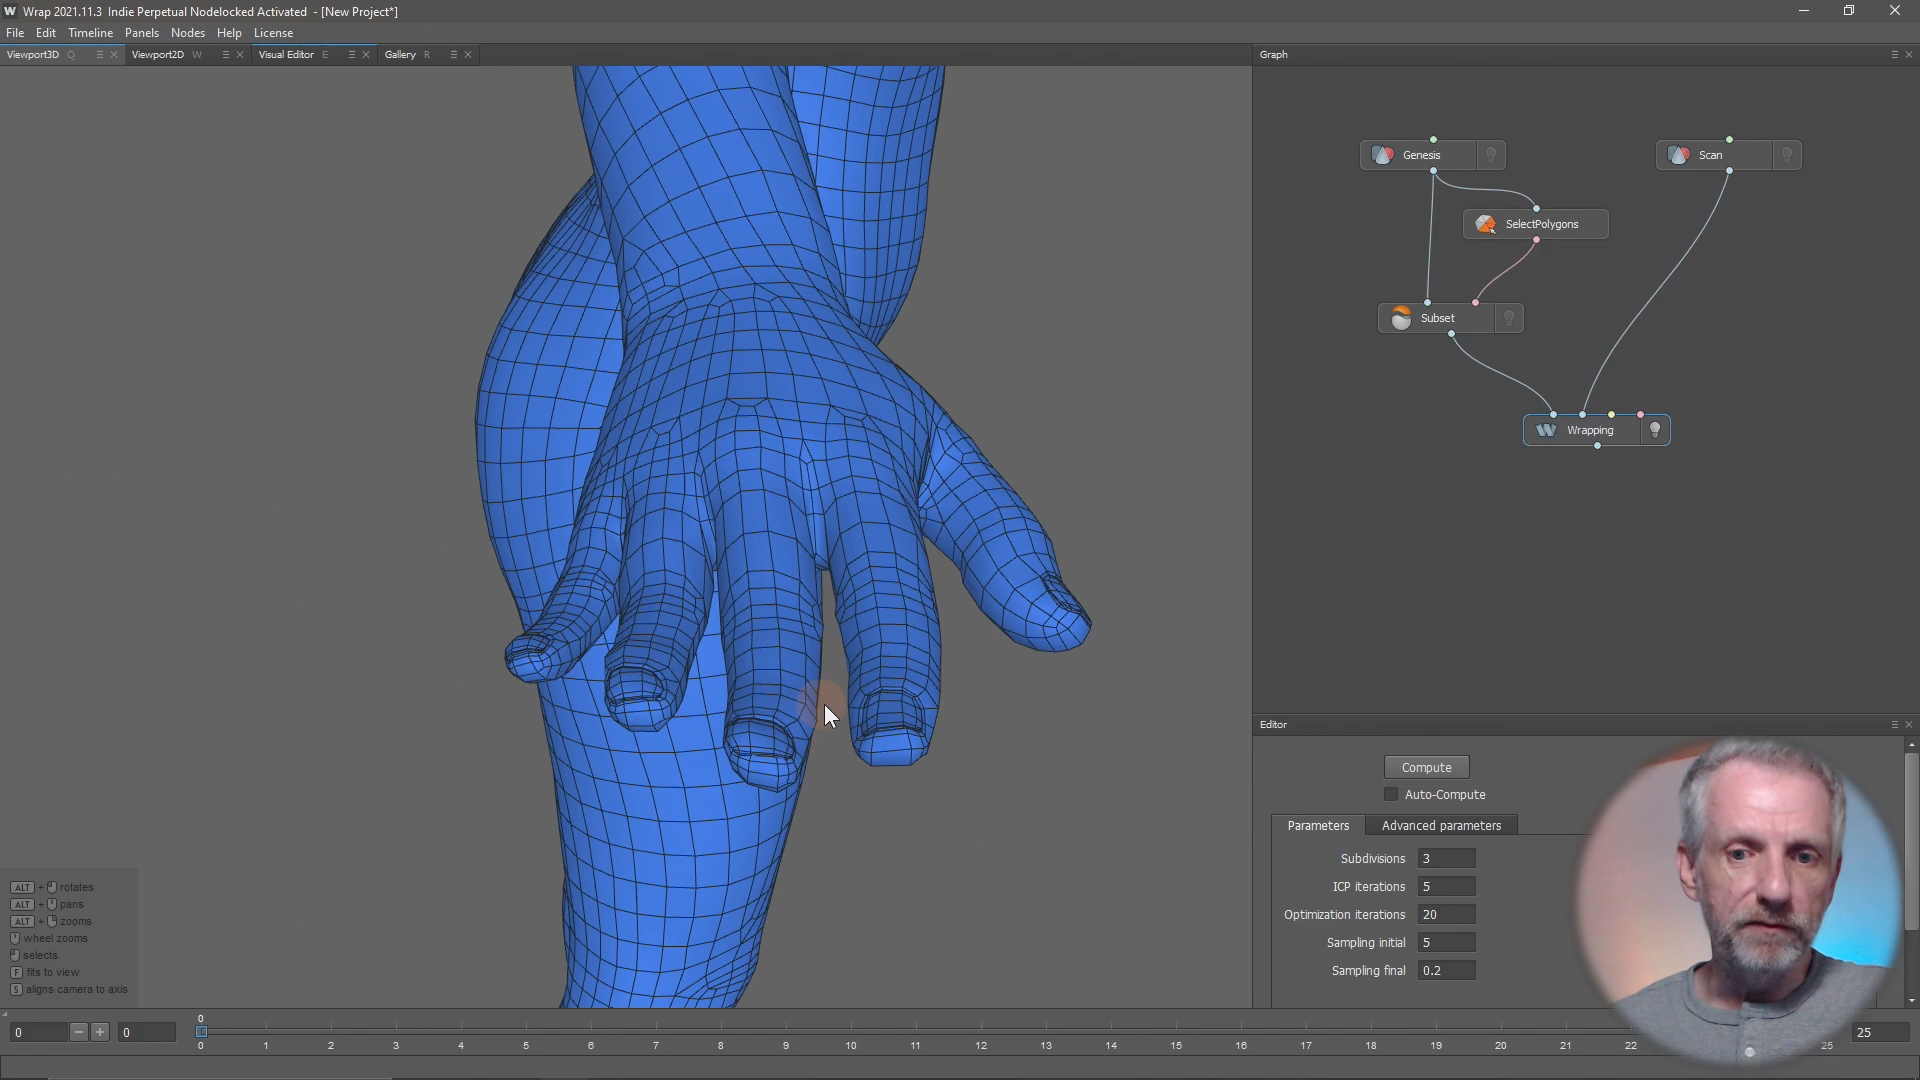 W Wrap 2021.11.3 Indie Perpetual Nodelocked Activated - [New Project*]
File Edit Timeline Panels Nodes Help License
Viewport3D Q Viewport2D W Visual Editor E Gallery R
Graph
Genesis
Scan
SelectPolygons
Subset
Wrapping
Editor
Compute
Auto-Compute
Parameters Advanced parameters
Subdivisions 3
ICP iterations 5
Optimization iterations 20
Sampling initial 5
Sampling final 0.2
ALT + rotates
ALT + pans
ALT + zooms
wheel zooms
selects
F fits to view
S aligns camera to axis
0
0 0 25
0 1 2 3 4 5 6 7 8 9 10 11 12 13 14 15 16 17 18 19 20 21 22 25